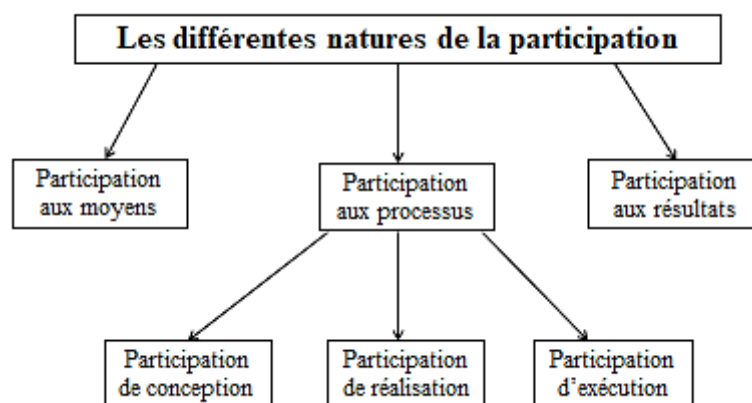 Les différentes natures de la participation
Participation
aux moyens
Participation
aux processus
Participation
aux résultats
Participation
de conception
Participation
de réalisation
Participation
d'exécution